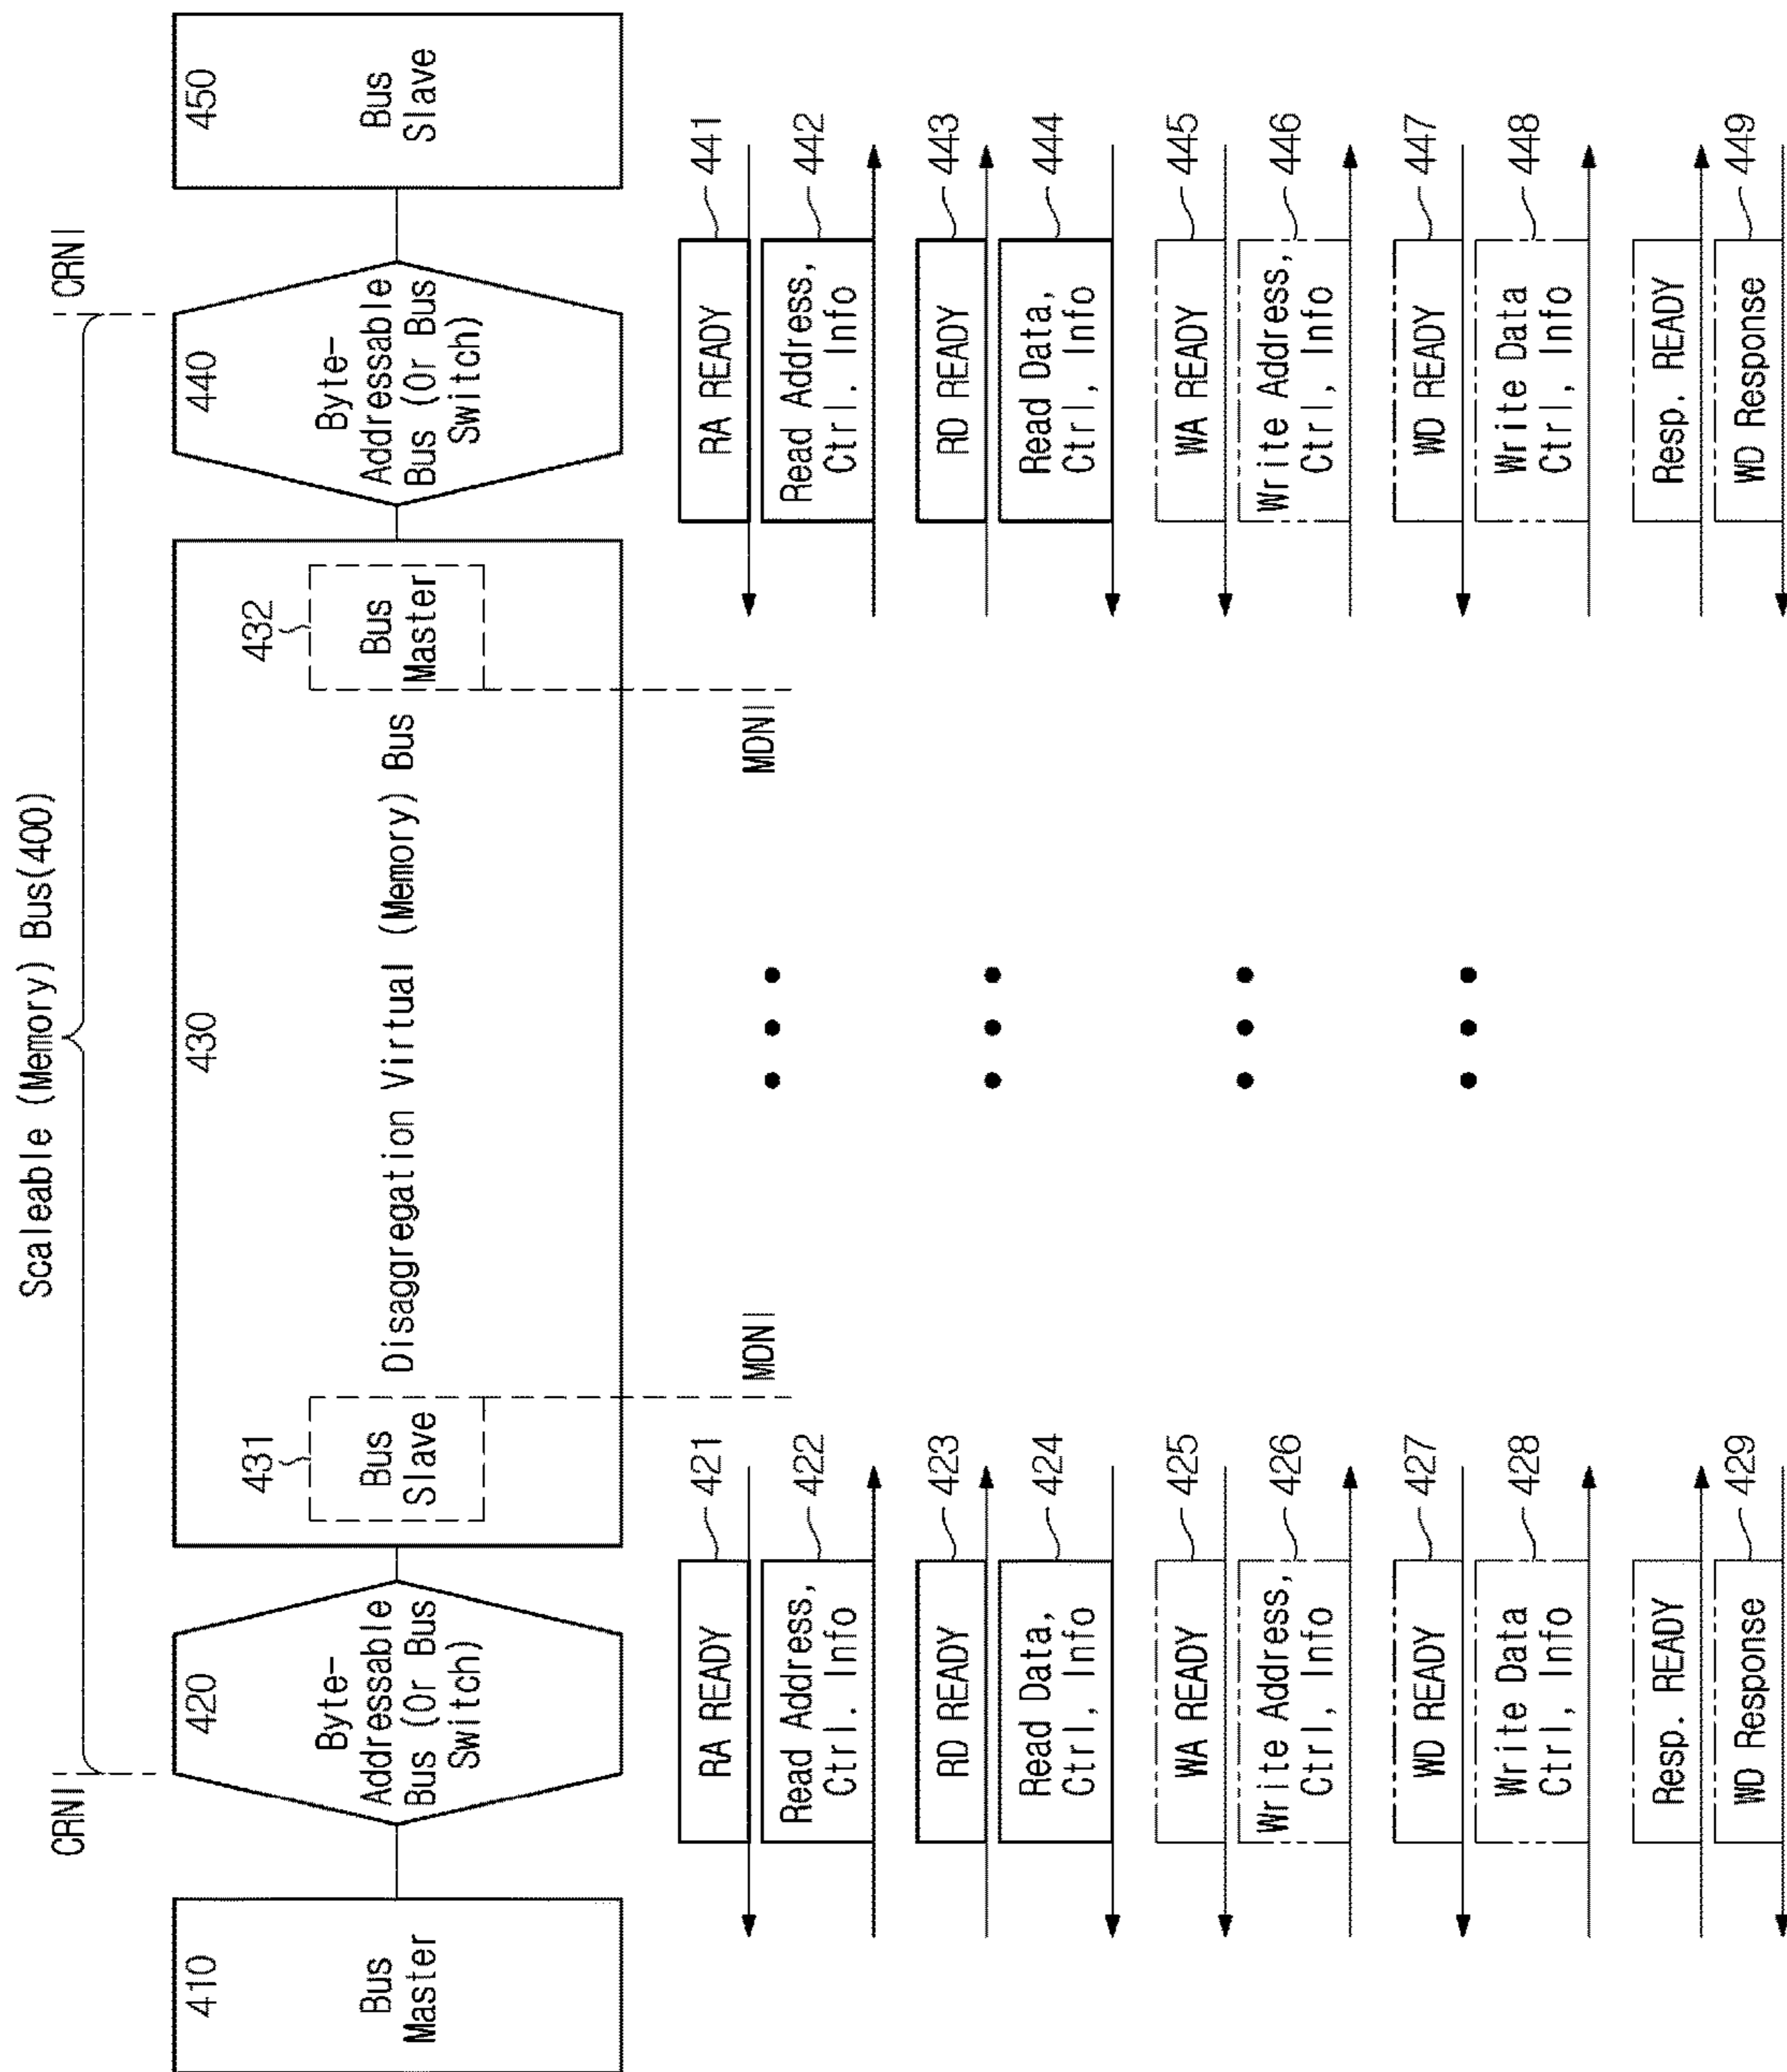 Scaleable (Memory) Bus(400)
CRNI
CRNI
410
Bus
Master
420
Byte-
Addressable
Bus (Or Bus
Switch)
430
431
Bus
Slave
Disaggregation Virtual (Memory) Bus
432
Bus
Master
440
Byte-
Addressable
Bus (Or Bus
Switch)
450
Bus
Slave
MDNI
MDNI
RA READY
421
Read Address,
Ctrl. Info
422
RD READY
423
Read Data,
Ctrl, Info
424
WA READY
425
Write Address,
Ctrl, Info
426
WD READY
427
Write Data
Ctrl, Info
428
Resp. READY
WD Response
429
RA READY
441
Read Address,
Ctrl. Info
442
RD READY
443
Read Data,
Ctrl, Info
444
WA READY
445
Write Address,
Ctrl, Info
446
WD READY
447
Write Data
Ctrl, Info
448
Resp. READY
WD Response
449